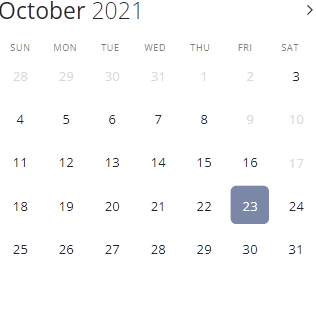 October 2021
SUN MON TUE WED THU FRI SAT
28 29 30 31 1 2 3
4 5 6 7 8 9 10
11 12 13 14 15 16 17
18 19 20 21 22 23 24
25 26 27 28 29 30 31